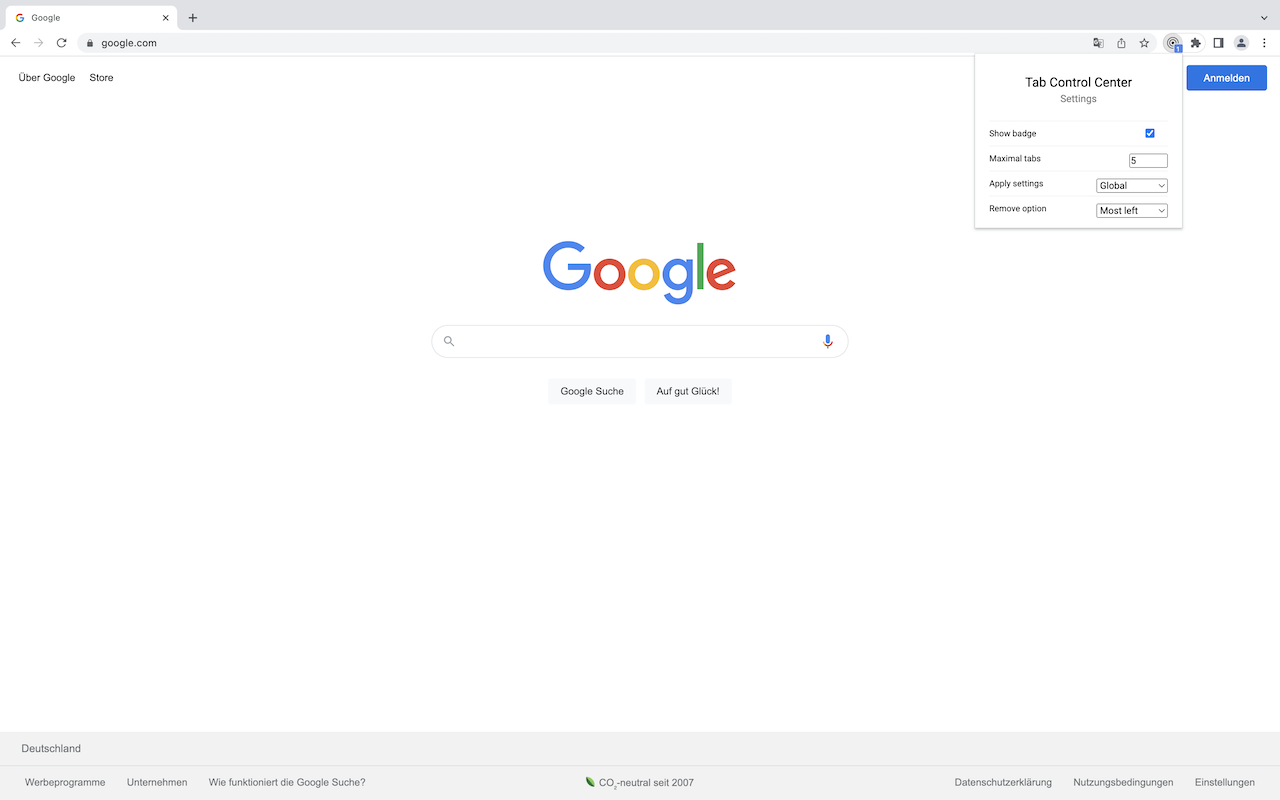 Google
google.com
1
Über Google Store
Anmelden
Tab Control Center
Settings
Show badge
Maximal tabs 5
Apply settings Global
Remove option Most left
Google
Google Suche Auf gut Glück!
Deutschland
Werbeprogramme Unternehmen Wie funktioniert die Google Suche? CO₂-neutral seit 2007 Datenschutzerklärung Nutzungsbedingungen Einstellungen